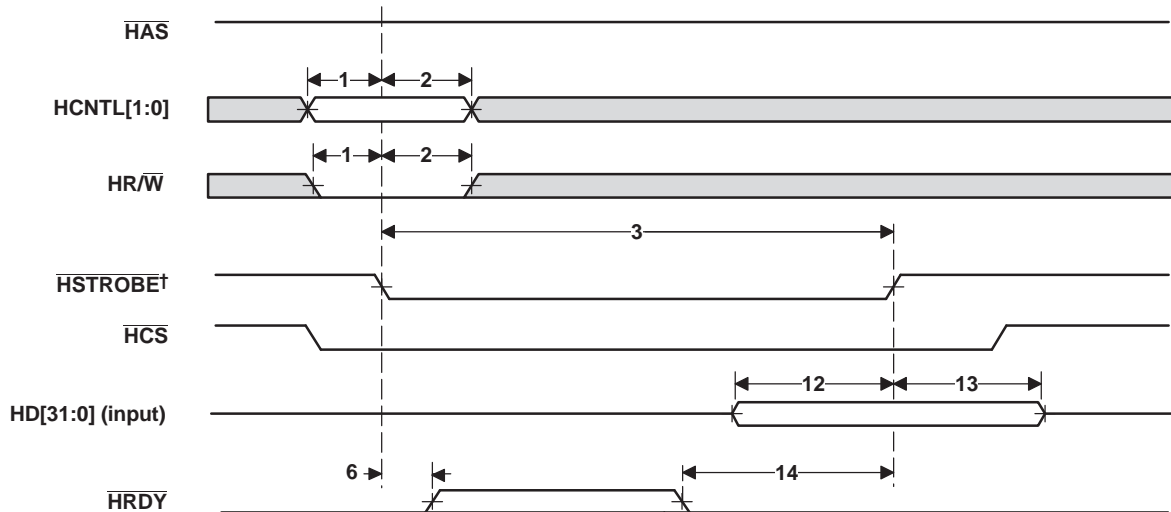 HAS
1 2
HCNTL[1:0]
1 2
HR/W
3
HSTROBE†
HCS
12 13
HD[31:0] (input)
6 14
HRDY